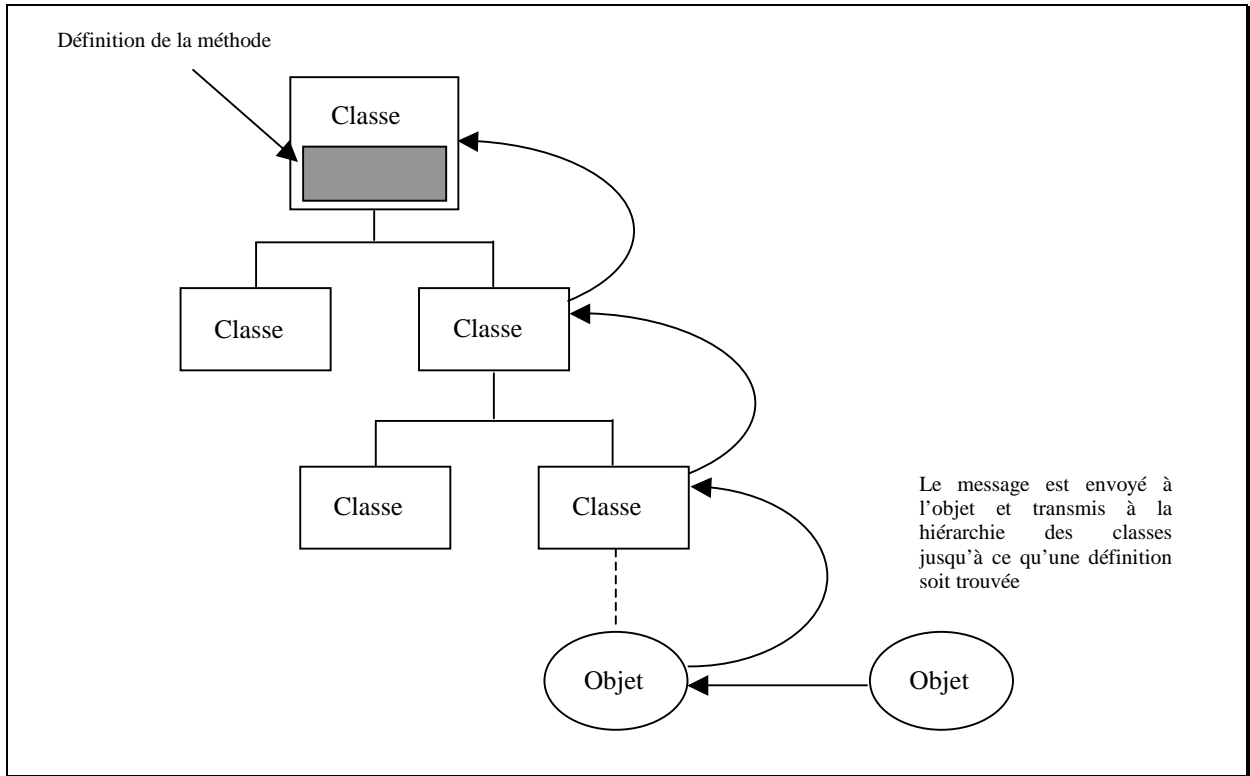 Définition de la méthode
Classe
Classe
Classe
Classe
Classe
Le message est envoyé à
l’objet et transmis à la
hiérarchie des classes
jusqu’à ce qu’une définition
soit trouvée
Objet
Objet